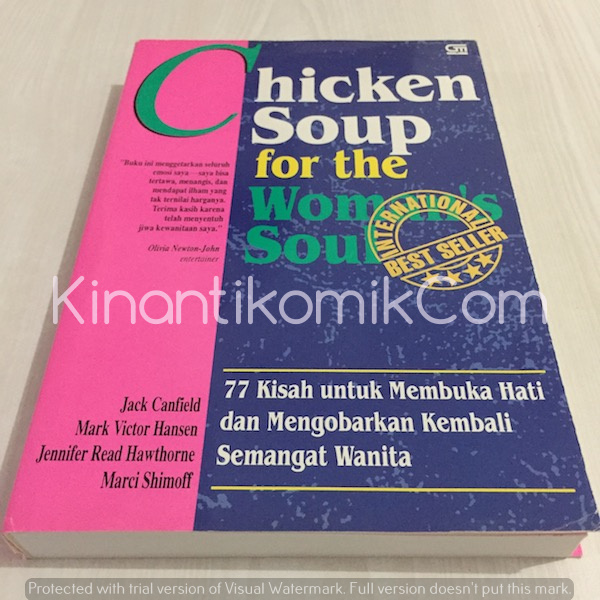 GM
Chicken
Soup
for the
Woman's
Soul
INTERNATIONAL
BEST SELLER
"Buku ini menggetarkan seluruh
emosi saya—saya bisa
tertawa, menangis, dan
mendapat ilham yang
tak ternilai harganya.
Terima kasih karena
telah menyentuh
jiwa kewanitaan saya."
Olivia Newton-John
entertainer
KinantikomikCom
77 Kisah untuk Membuka Hati
dan Mengobarkan Kembali
Semangat Wanita
Jack Canfield
Mark Victor Hansen
Jennifer Read Hawthorne
Marci Shimoff
Protected with trial version of Visual Watermark. Full version doesn't put this mark.